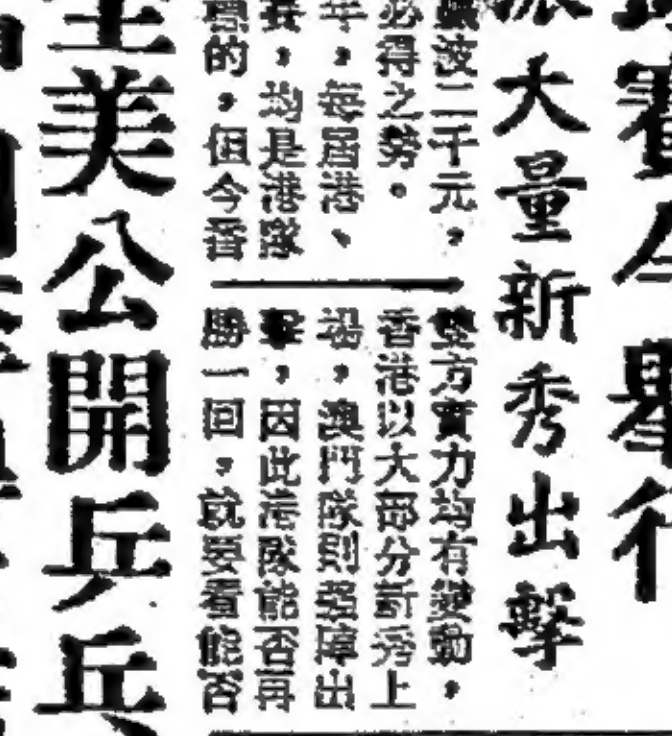 賽今舉行
派大量新秀出擊
波二千元，
必得之勢。
年，每屆港、
賽，均是港隊
的，但今晉
雙方實力均有變動，
香港以大部分新秀上
場，澳門隊則強陣出
擊，因此港隊能否再
勝一回，就要看能否
美公開乒乓